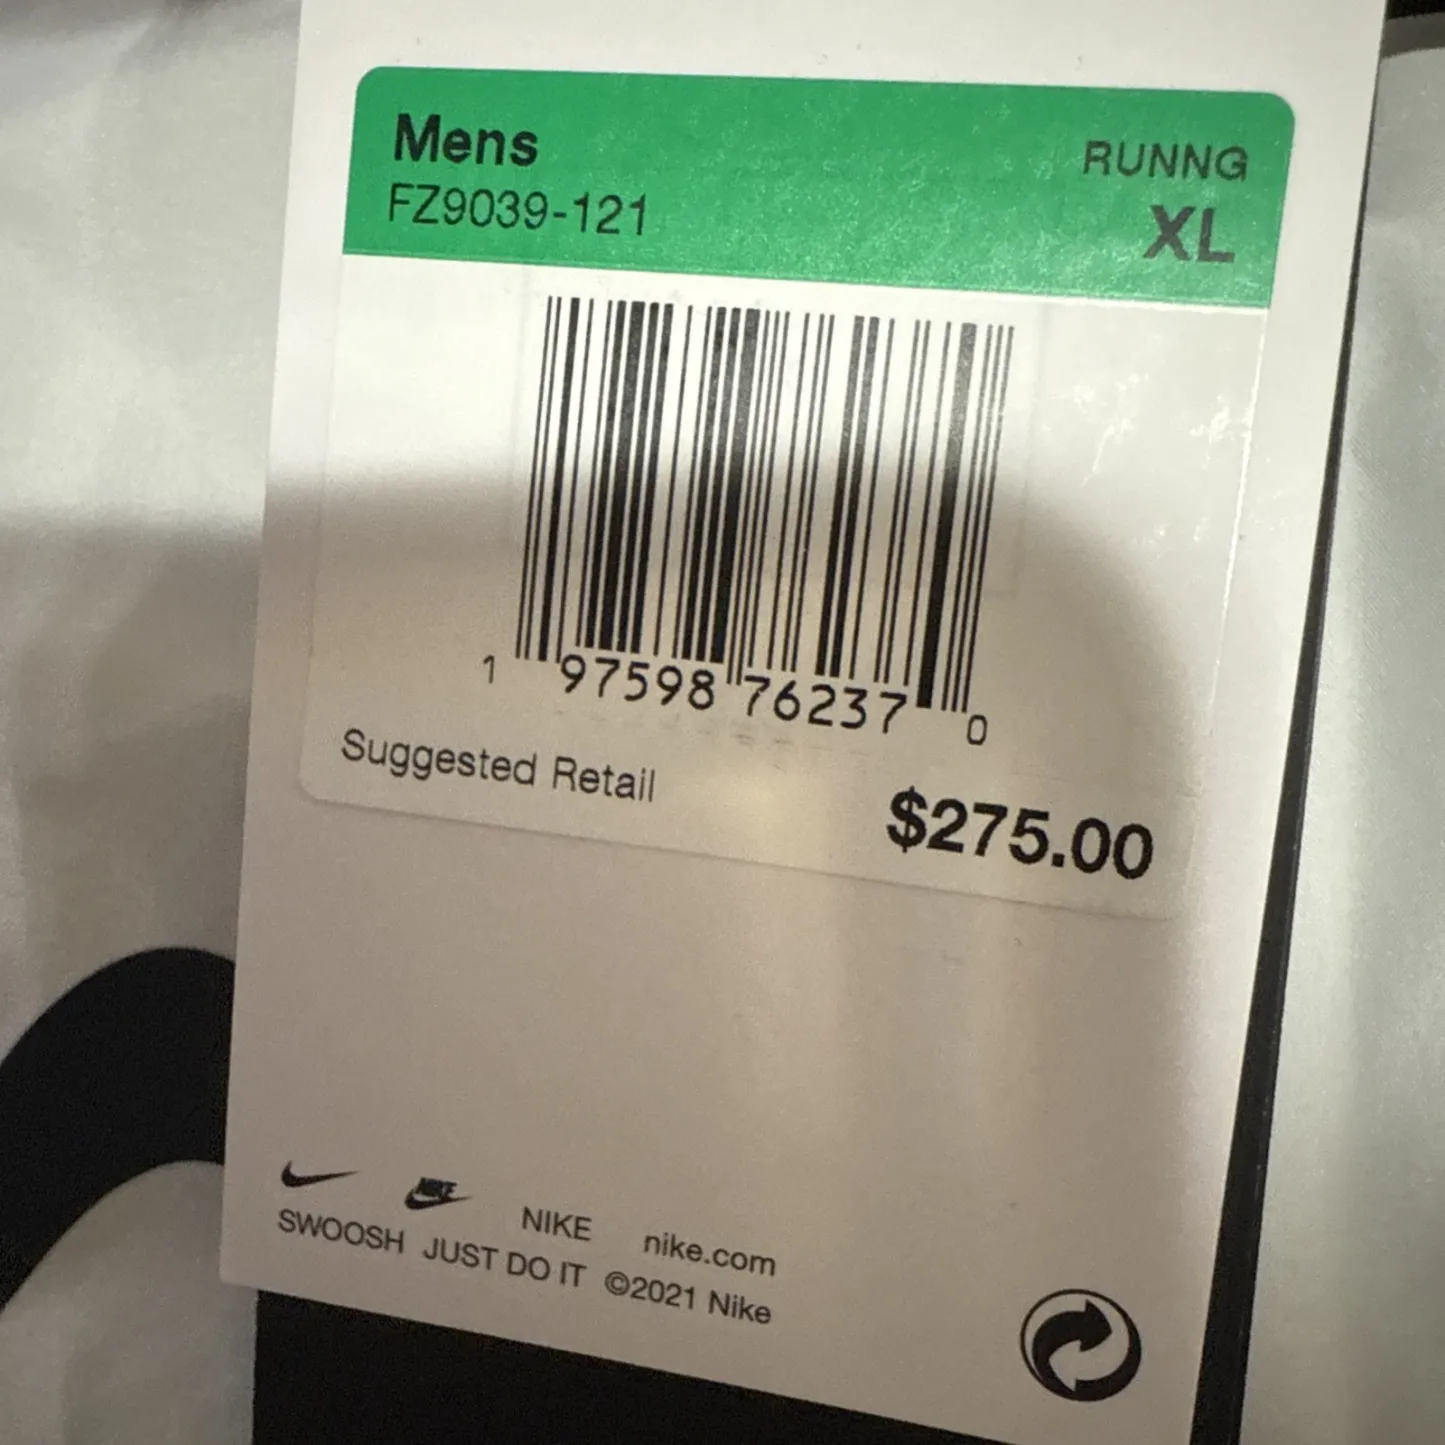 Mens
RUNNG
FZ9039-121
XL
1 97598 76237 0
Suggested Retail
$275.00
NIKE NIKE nike.com
SWOOSH JUST DO IT ©2021 Nike